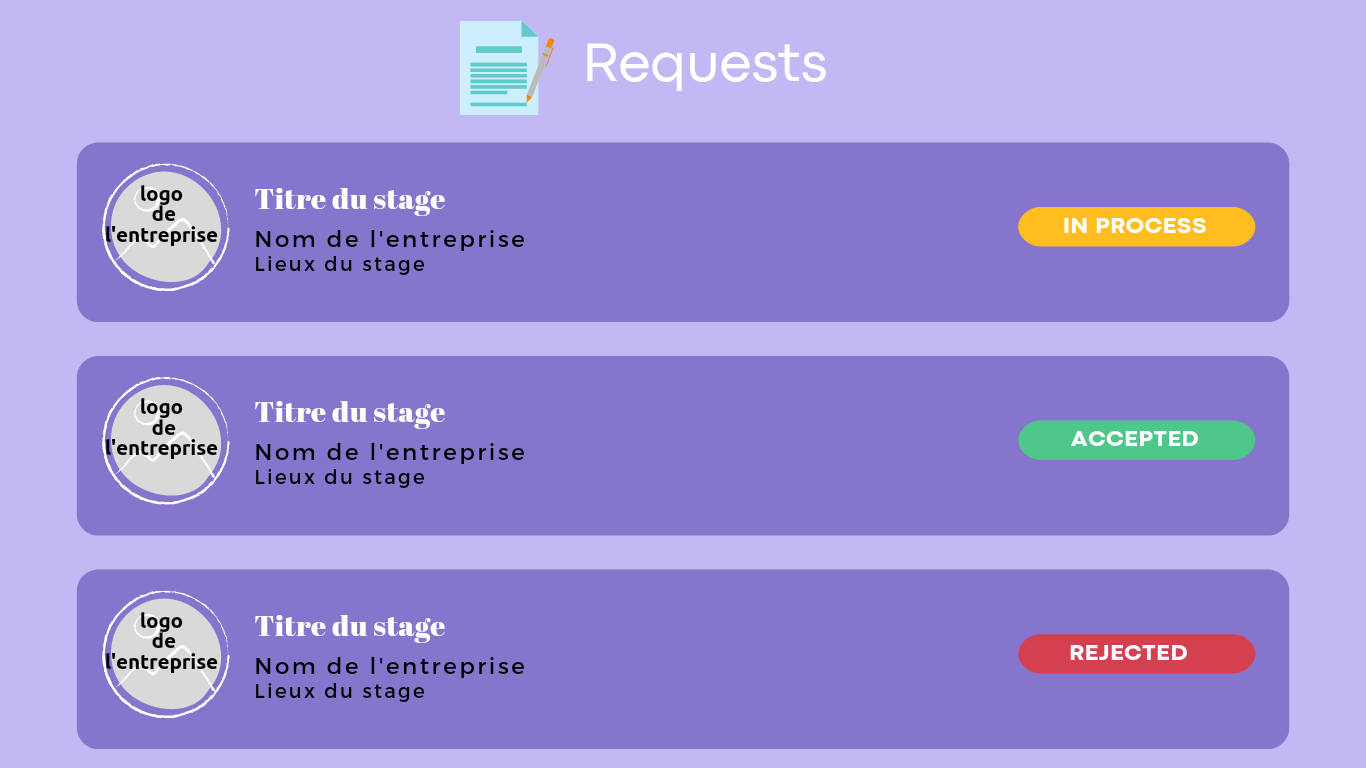 Requests
logo
de
l'entreprise
Titre du stage
Nom de l'entreprise
Lieux du stage
IN PROCESS
logo
de
l'entreprise
Titre du stage
Nom de l'entreprise
Lieux du stage
ACCEPTED
logo
de
l'entreprise
Titre du stage
Nom de l'entreprise
Lieux du stage
REJECTED